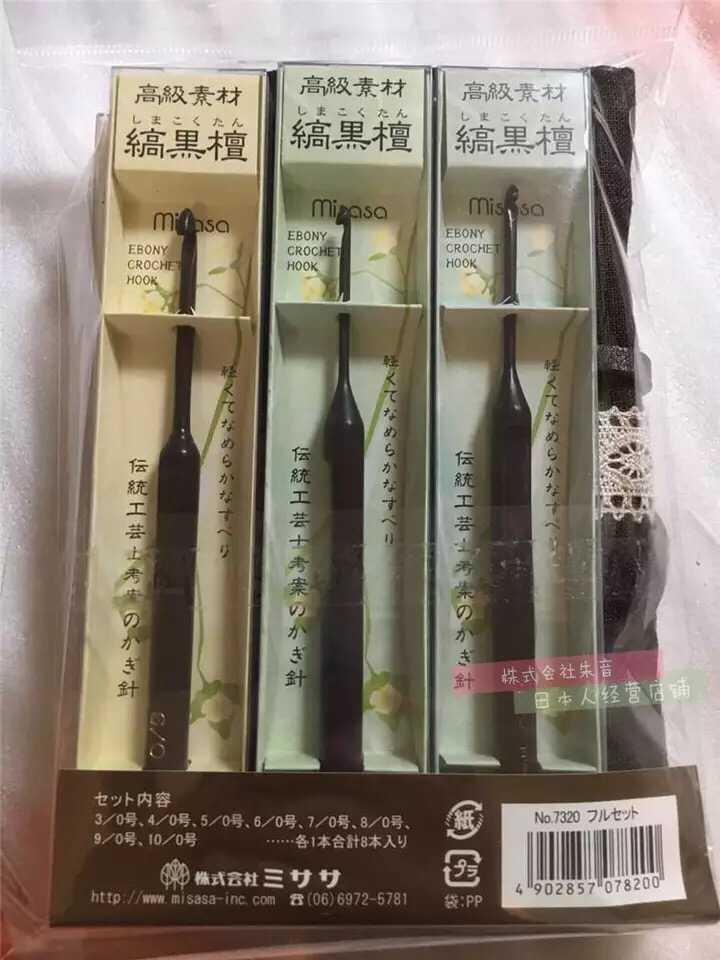 高級素材
しまこくたん
縞黒檀
misasa
EBONY
CROCHET
HOOK
軽くてなめらかなすべり
伝統工芸士考案のかぎ針
高級素材
しまこくたん
縞黒檀
misasa
EBONY
CROCHET
HOOK
軽くてなめらかなすべり
伝統工芸士考案のかぎ針
高級素材
しまこくたん
縞黒檀
misasa
EBONY
CROCHET
HOOK
軽くてなめらかなすべり
伝統工芸士考案のかぎ針
株式会社朱音
日本人经营店铺
セット内容
3/0号、4/0号、5/0号、6/0号、7/0号、8/0号、
9/0号、10/0号 ……各1本合計8本入り
株式会社ミササ
http://www.misasa-inc.com ☎(06)6972-5781
紙
プラ
袋:PP
No.7320 フルセット
4 902857 078200